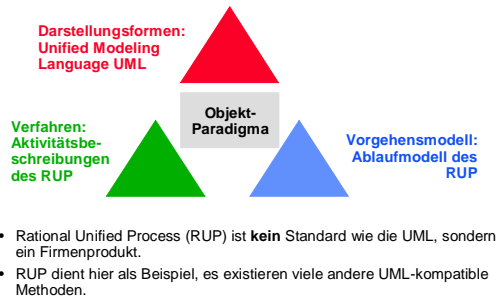 Darstellungsformen:
Unified Modeling
Language UML
Objekt-
Paradigma
Verfahren:
Aktivitätsbe-
schreibungen
des RUP
Vorgehensmodell:
Ablaufmodell des
RUP
• Rational Unified Process (RUP) ist kein Standard wie die UML, sondern
ein Firmenprodukt.
• RUP dient hier als Beispiel, es existieren viele andere UML-kompatible
Methoden.